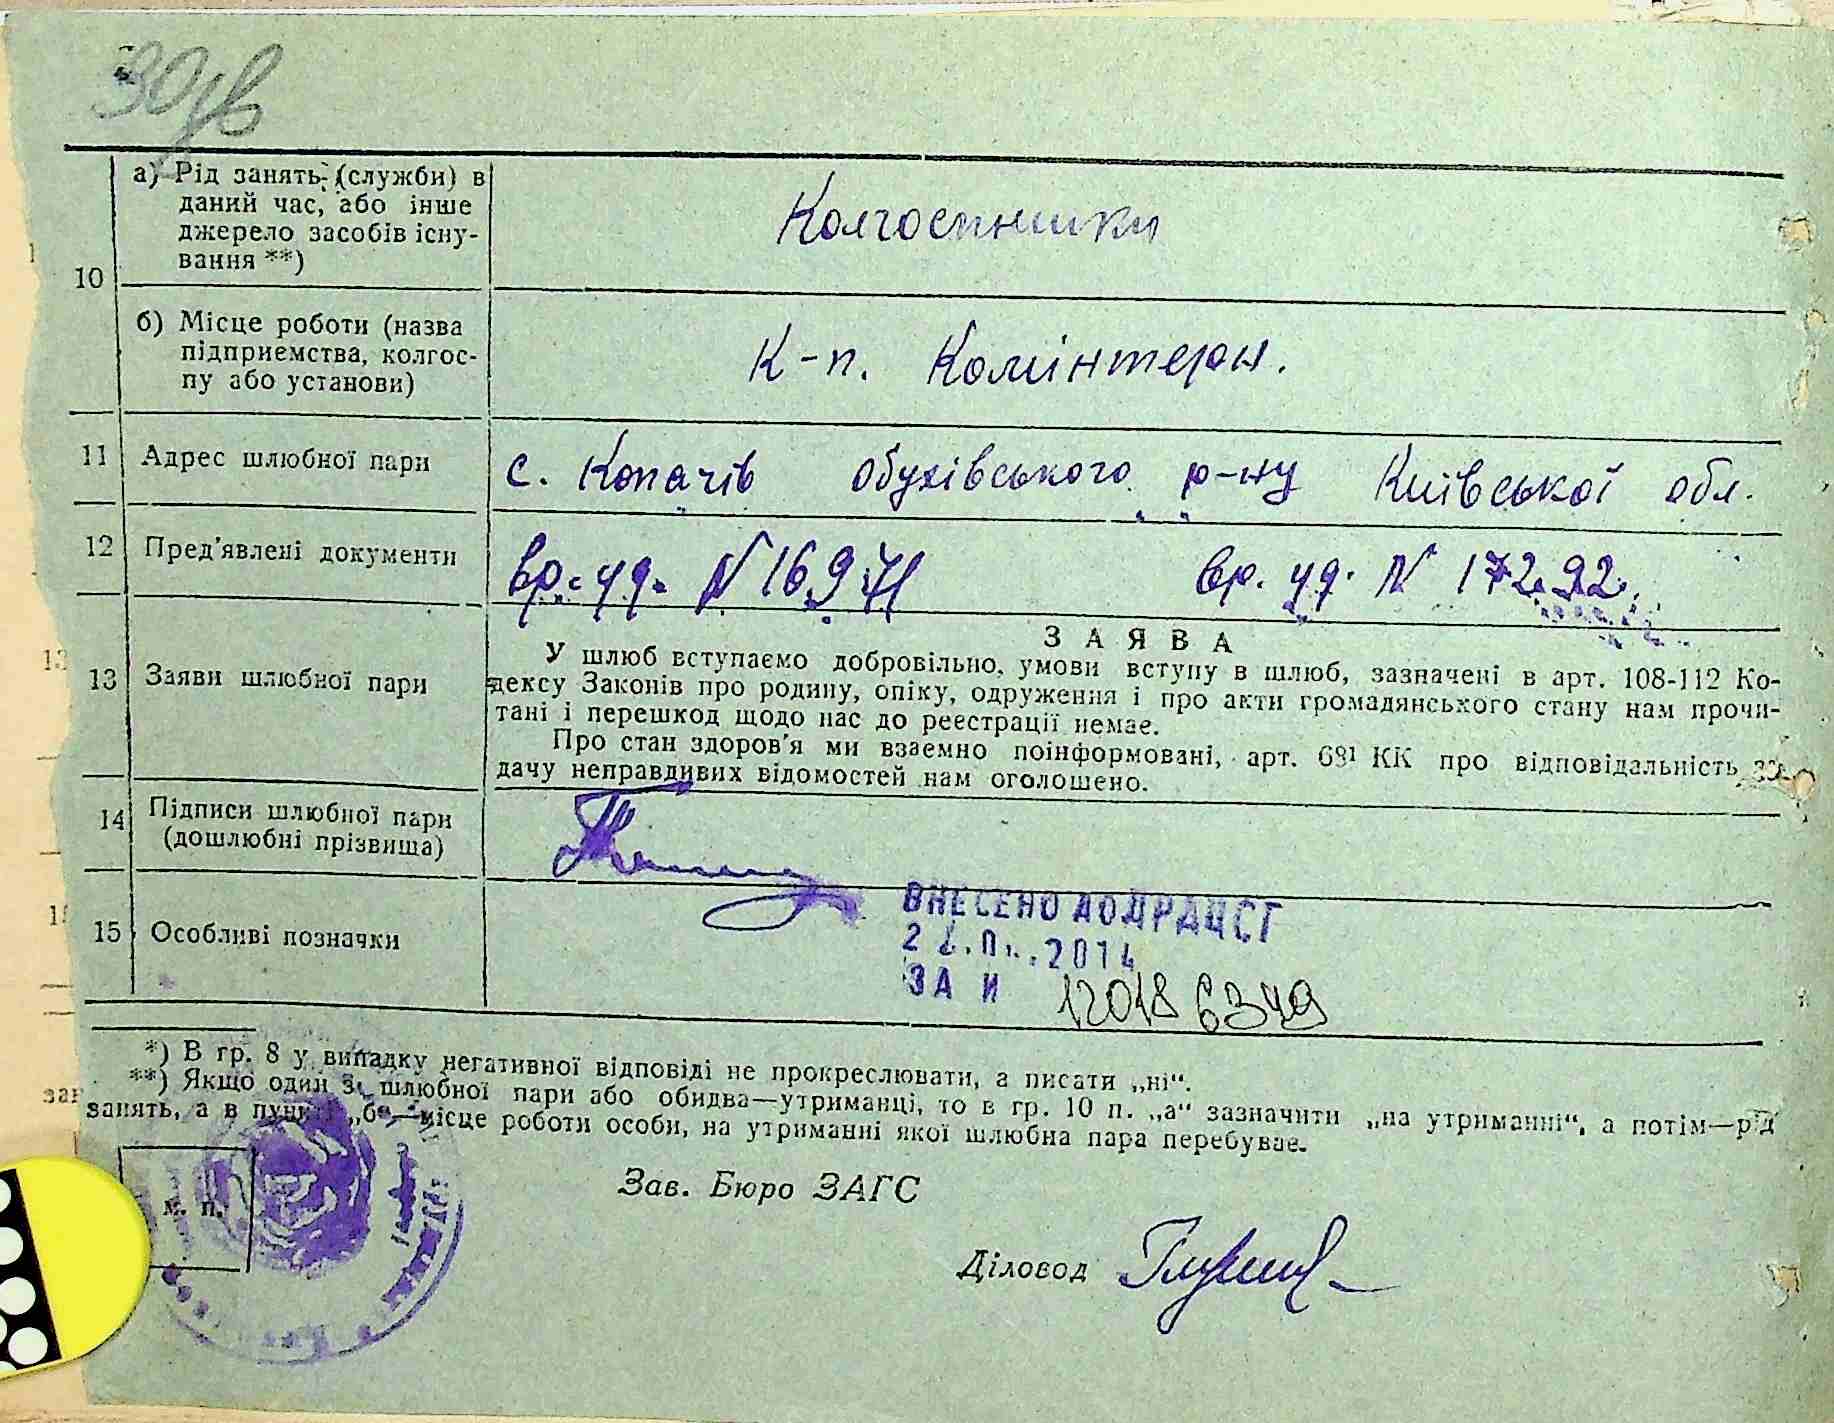 30 зв
10
а) Рід занять, (служби) в
даний час, або інше
джерело засобів існу-
вання **)
Колгоспники
б) Місце роботи (назва
підприємства, колгос-
пу або установи)
К-п. Комінтерн.
11 Адрес шлюбної пари
с. Копачів обухівського р-ну Київської обл.
12 Пред'явлені документи
вр. уд. N 16971 вр. уд. N 17292.
13 Заяви шлюбної пари
ЗАЯВА
У шлюб вступаємо добровільно, умови вступу в шлюб, зазначені в арт. 108-112 Ко-
дексу Законів про родину, опіку, одруження і про акти громадянського стану нам прочи-
тані і перешкод щодо нас до реєстрації немає.
Про стан здоров'я ми взаємно поінформовані, арт. 68¹ КК про відповідальність за
дачу неправдивих відомостей нам оголошено.
14 Підписи шлюбної пари
(дошлюбні прізвища)
15 Особливі позначки
ВНЕСЕНО ДО ДРАЦСГ
2014
ЗА И 12018 6349
*) В гр. 8 у випадку негативної відповіді не прокреслювати, а писати „ні“.
**) Якщо один з шлюбної пари або обидва—утриманці, то в гр. 10 п. „а“ зазначити „на утриманні“, а потім—рід
занять, а в пункті „б“—місце роботи особи, на утриманні якої шлюбна пара перебуває.
м. п.
Зав. Бюро ЗАГС
Діловод